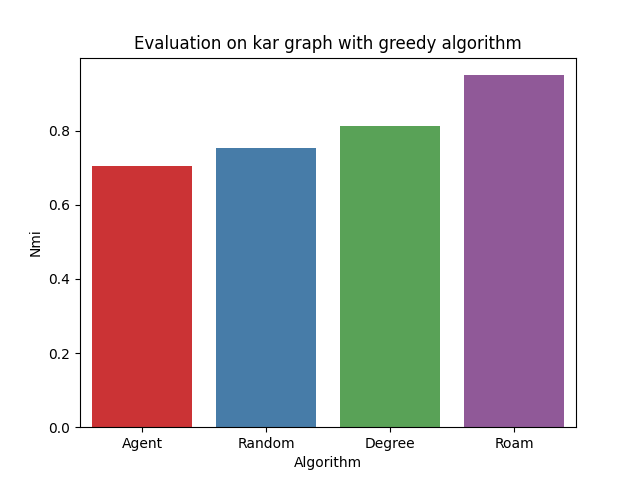 Evaluation on kar graph with greedy algorithm
Nmi
0.8
0.6
0.4
0.2
0.0
Agent Random Degree Roam
Algorithm